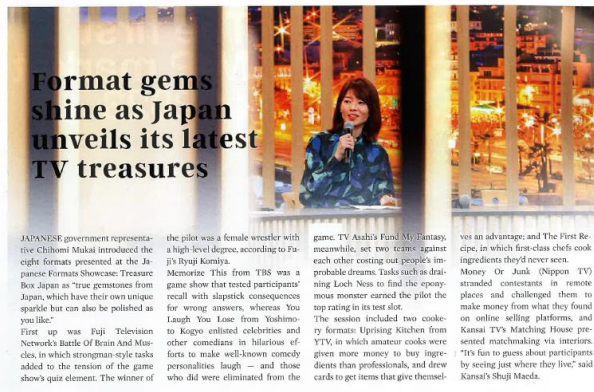 Format gems
shine as Japan
unveils its latest
TV treasures
JAPANESE government representa-
tive Chihomi Mukai introduced the
eight formats presented at the Ja-
panese Formats Showcase: Treasure
Box Japan as "true gemstones from
Japan, which have their own unique
sparkle but can also be polished as
you like."
First up was Fuji Television
Network's Battle Of Brain And Mus-
cles, in which strongman-style tasks
added to the tension of the game
show's quiz element. The winner of
the pilot was a female wrestler with
a high-level degree, according to Fu-
ji's Ryuji Komiya.
Memorize This from TBS was a
game show that tested participants'
recall with slapstick consequences
for wrong answers, whereas You
Laugh You Lose from Yoshimo-
to Kogyo enlisted celebrities and
other comedians in hilarious ef-
forts to make well-known comedy
personalities laugh — and those
who did were eliminated from the
game. TV Asahi's Fund My Fantasy,
meanwhile, set two teams against
each other costing out people's im-
probable dreams. Tasks such as drai-
ning Loch Ness to find the epony-
mous monster earned the pilot the
top rating in its test slot.
The session included two cooke-
ry formats: Uprising Kitchen from
YTV, in which amateur cooks were
given more money to buy ingre-
dients than professionals, and drew
cards to get items that give themsel-
ves an advantage; and The First Re-
cipe, in which first-class chefs cook
ingredients they'd never seen.
Money Or Junk (Nippon TV)
stranded contestants in remote
places and challenged them to
make money from what they found
on online selling platforms, and
Kansai TV's Matching House pre-
sented matchmaking via interiors.
"It's fun to guess about participants
by seeing just where they live," said
Kansai's Shuji Maeda.